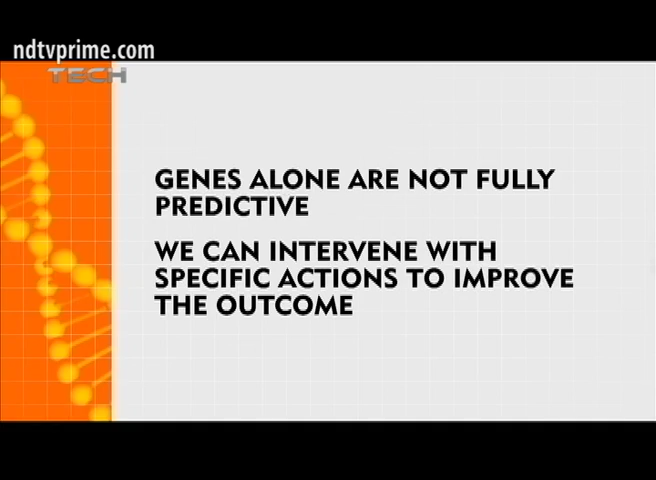 ndtvprime.com
TECH
GENES ALONE ARE NOT FULLY
PREDICTIVE
WE CAN INTERVENE WITH
SPECIFIC ACTIONS TO IMPROVE
THE OUTCOME